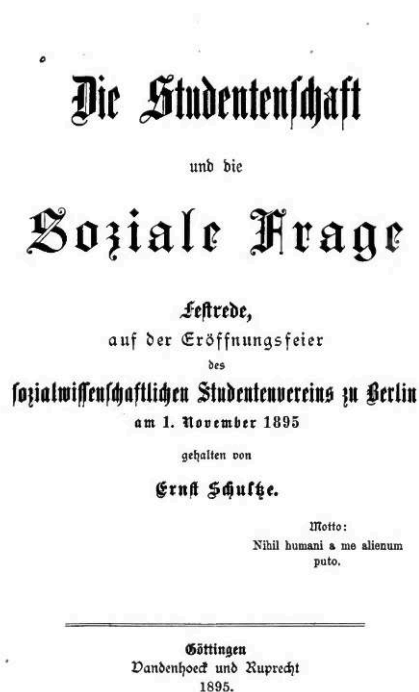 Die Studentenschaft
und die
Soziale Frage
Festrede,
auf der Eröffnungsfeier
des
sozialwissenschaftlichen Studentenvereins zu Berlin
am 1. November 1895
gehalten von
Ernst Schultze.
Motto:
Nihil humani a me alienum
puto.
Göttingen
Vandenhoeck und Ruprecht
1895.